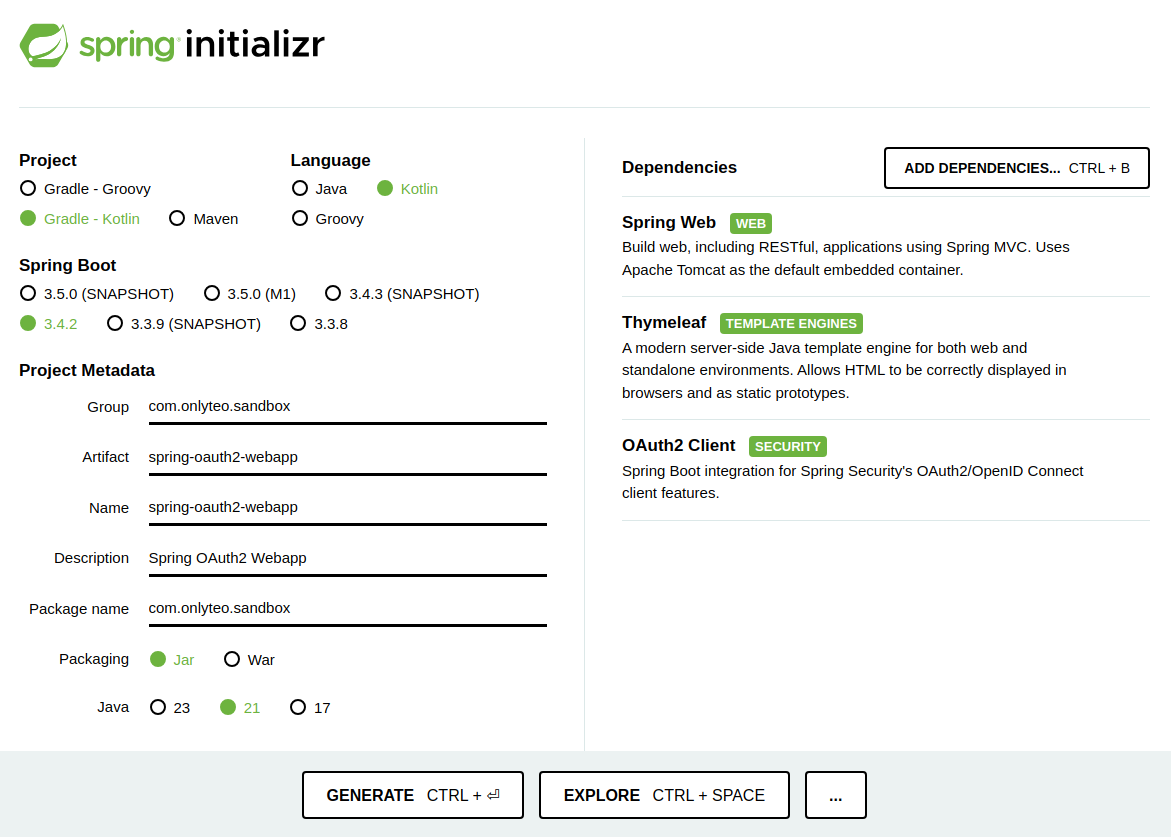 spring initializr
Project
Gradle - Groovy
Gradle - Kotlin Maven
Language
Java Kotlin
Groovy
Spring Boot
3.5.0 (SNAPSHOT) 3.5.0 (M1) 3.4.3 (SNAPSHOT)
3.4.2 3.3.9 (SNAPSHOT) 3.3.8
Project Metadata
Group com.onlyteo.sandbox
Artifact spring-oauth2-webapp
Name spring-oauth2-webapp
Description Spring OAuth2 Webapp
Package name com.onlyteo.sandbox
Packaging Jar War
Java 23 21 17
Dependencies ADD DEPENDENCIES... CTRL + B
Spring Web WEB
Build web, including RESTful, applications using Spring MVC. Uses
Apache Tomcat as the default embedded container.
Thymeleaf TEMPLATE ENGINES
A modern server-side Java template engine for both web and
standalone environments. Allows HTML to be correctly displayed in
browsers and as static prototypes.
OAuth2 Client SECURITY
Spring Boot integration for Spring Security's OAuth2/OpenID Connect
client features.
GENERATE CTRL + ⏎ EXPLORE CTRL + SPACE ...